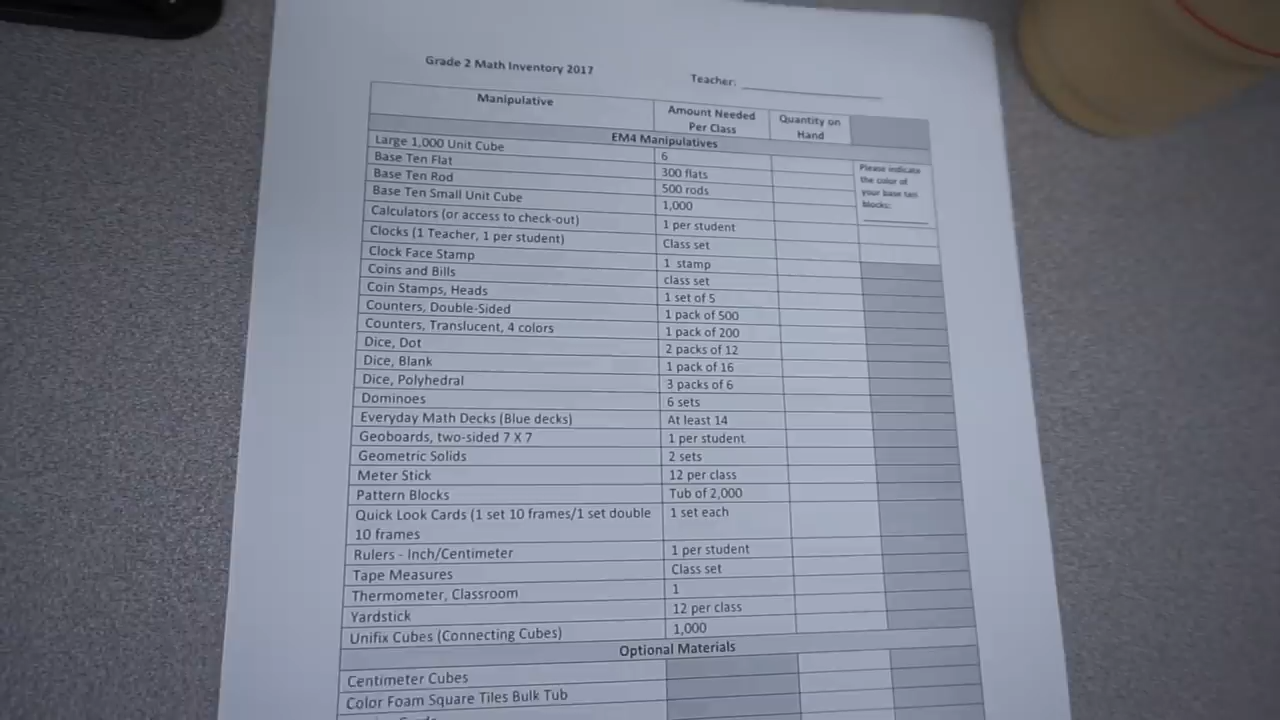 Grade 2 Math Inventory 2017
Teacher:
Manipulative Amount Needed Per Class Quantity on Hand
EM4 Manipulatives
Large 1,000 Unit Cube 6
Base Ten Flat 300 flats
Base Ten Rod 500 rods
Base Ten Small Unit Cube 1,000
Please indicate
the color of
your base ten
blocks:
Calculators (or access to check-out) 1 per student
Clocks (1 Teacher, 1 per student) Class set
Clock Face Stamp 1 stamp
Coins and Bills class set
Coin Stamps, Heads 1 set of 5
Counters, Double-Sided 1 pack of 500
Counters, Translucent, 4 colors 1 pack of 200
Dice, Dot 2 packs of 12
Dice, Blank 1 pack of 16
Dice, Polyhedral 3 packs of 6
Dominoes 6 sets
Everyday Math Decks (Blue decks) At least 14
Geoboards, two-sided 7 X 7 1 per student
Geometric Solids 2 sets
Meter Stick 12 per class
Pattern Blocks Tub of 2,000
Quick Look Cards (1 set 10 frames/1 set double 1 set each
10 frames
Rulers - Inch/Centimeter 1 per student
Tape Measures Class set
Thermometer, Classroom 1
Yardstick 12 per class
Unifix Cubes (Connecting Cubes) 1,000
Optional Materials
Centimeter Cubes
Color Foam Square Tiles Bulk Tub